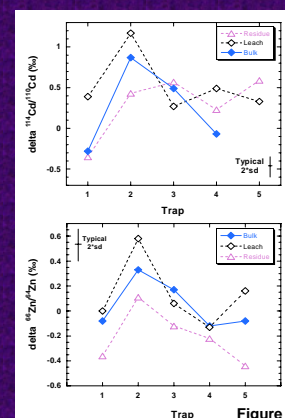 Residue
Leach
Bulk
delta ¹¹⁴Cd/¹¹⁰Cd (‰)
1
0.5
0
-0.5
Typical
2*sd
1 2 3 4 5
Trap
Bulk
Leach
Residue
Typical
2*sd
delta ⁶⁶Zn/⁶⁴Zn (‰)
0.6
0.4
0.2
0
-0.2
-0.4
-0.6
1 2 3 4 5
Trap
Figure